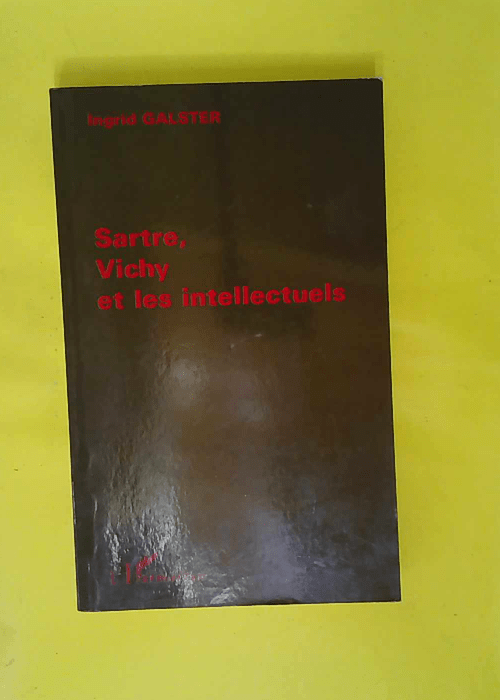 Ingrid GALSTER
Sartre,
Vichy
et les intellectuels